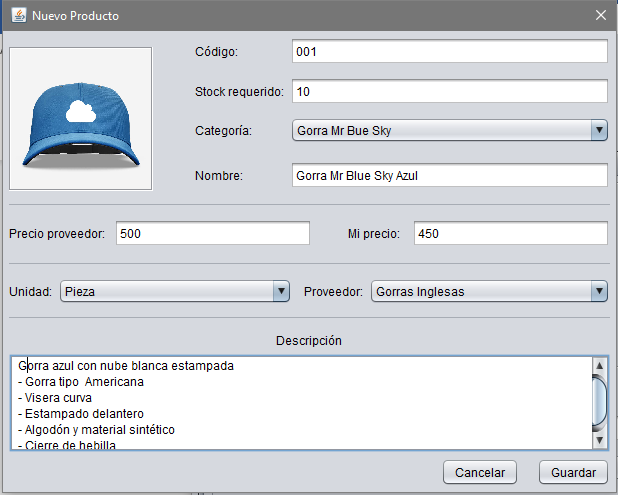 Nuevo Producto
Código: 001
Stock requerido: 10
Categoría: Gorra Mr Bue Sky
Nombre: Gorra Mr Blue Sky Azul
Precio proveedor: 500 Mi precio: 450
Unidad: Pieza Proveedor: Gorras Inglesas
Descripción
Gorra azul con nube blanca estampada
- Gorra tipo  Americana
- Visera curva
- Estampado delantero
- Algodón y material sintético
- Cierre de hebilla
Cancelar Guardar